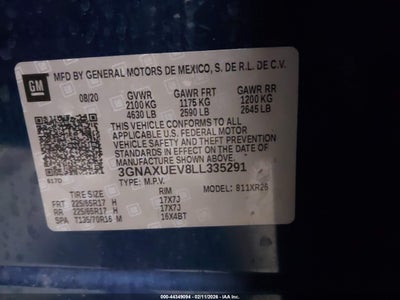 GM
MFD BY GENERAL MOTORS DE MEXICO, S. DE R.L. DE C.V.
08/20 GVWR GAWR FRT GAWR RR
2100 KG 1175 KG 1200 KG
4630 LB 2590 LB 2645 LB
THIS VEHICLE CONFORMS TO ALL
APPLICABLE U.S. FEDERAL MOTOR
VEHICLE SAFETY AND THEFT
PREVENTION STANDARDS IN EFFECT
ON THE DATE OF MANUFACTURE
SHOWN ABOVE.
3GNAXUEV8LL335291
TYPE: M.P.V. MODEL: 811XR26
TIRE SIZE RIM
FRT 225/65R17 H 17X7J
RR 225/65R17 H 17X7J
SPA T135/70R16 M 16X4BT
000-44349094 - 02/11/2026 - IAA